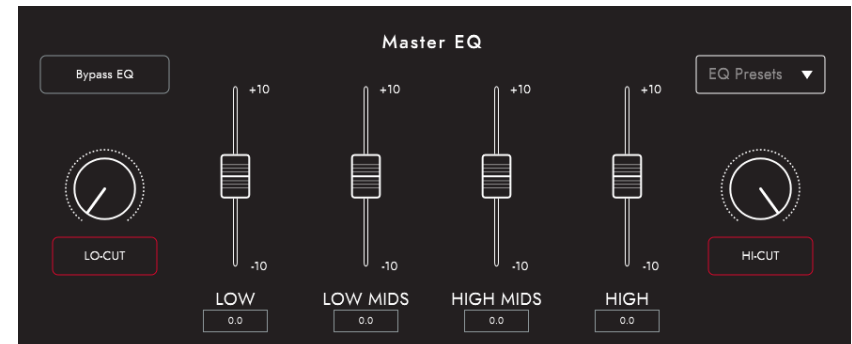 Master EQ
Bypass EQ
EQ Presets
+10 +10 +10 +10
LO-CUT
HI-CUT
-10 -10 -10 -10
LOW LOW MIDS HIGH MIDS HIGH
0.0 0.0 0.0 0.0